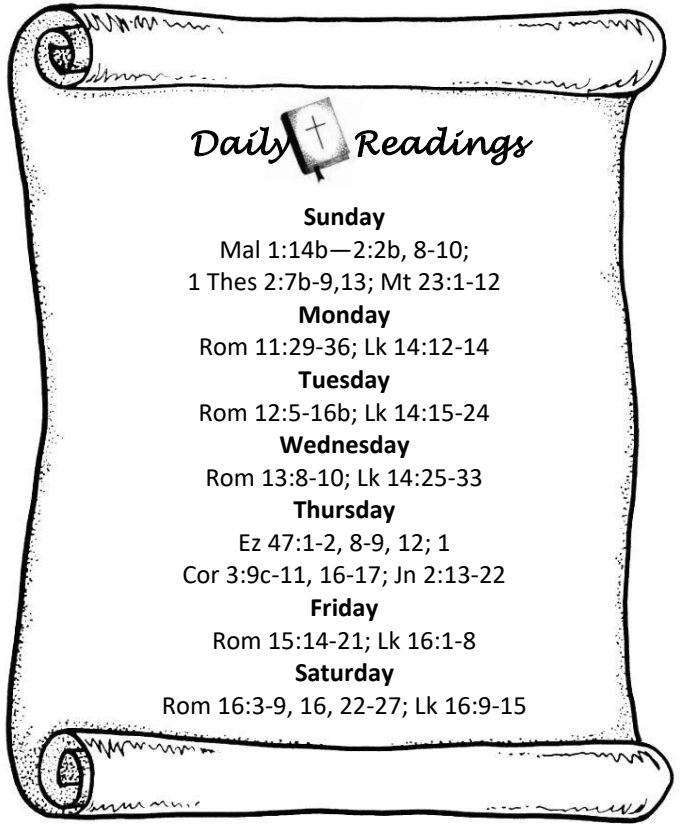 Daily Readings
Sunday
Mal 1:14b—2:2b, 8-10;
1 Thes 2:7b-9,13; Mt 23:1-12
Monday
Rom 11:29-36; Lk 14:12-14
Tuesday
Rom 12:5-16b; Lk 14:15-24
Wednesday
Rom 13:8-10; Lk 14:25-33
Thursday
Ez 47:1-2, 8-9, 12; 1
Cor 3:9c-11, 16-17; Jn 2:13-22
Friday
Rom 15:14-21; Lk 16:1-8
Saturday
Rom 16:3-9, 16, 22-27; Lk 16:9-15